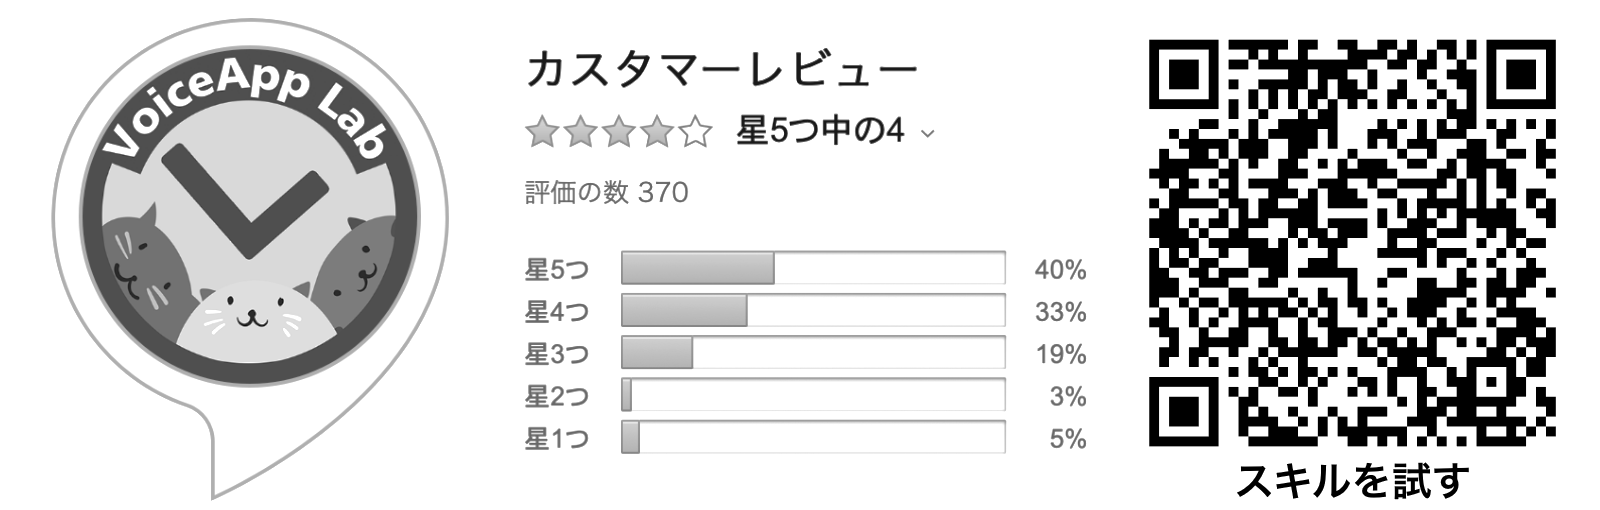 VoiceApp Lab
カスタマーレビュー
星5つ中の4
評価の数 370
星5つ 40%
星4つ 33%
星3つ 19%
星2つ 3%
星1つ 5%
スキルを試す